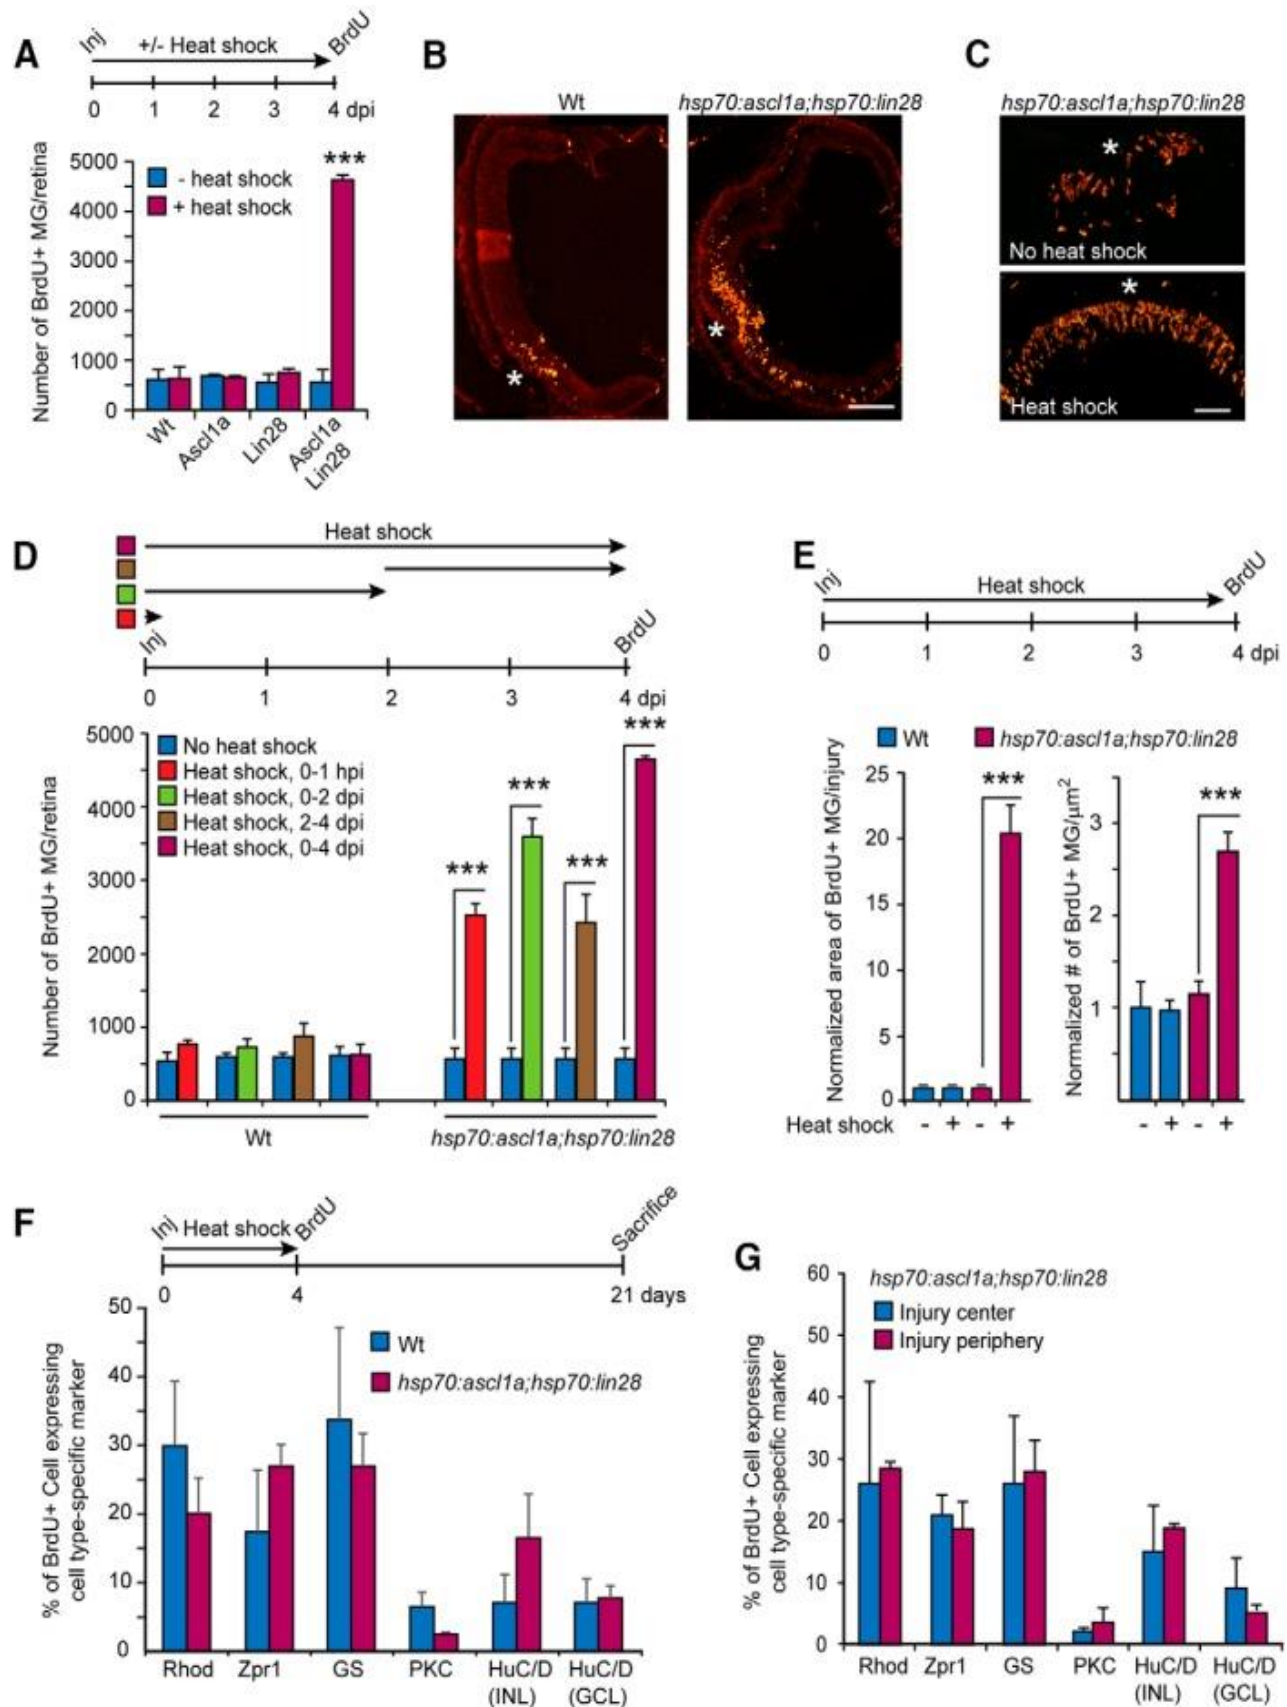 A
Inj
+/- Heat shock
BrdU
0 1 2 3 4 dpi
Number of BrdU+ MG/retina
5000
4000
3000
2000
1000
0
- heat shock
+ heat shock
***
Wt
Ascl1a
Lin28
Ascl1a
Lin28
B
Wt
hsp70:ascl1a;hsp70:lin28
*
*
C
hsp70:ascl1a;hsp70:lin28
*
No heat shock
*
Heat shock
D
Heat shock
Inj
BrdU
0 1 2 3 4 dpi
Number of BrdU+ MG/retina
5000
4000
3000
2000
1000
0
No heat shock
Heat shock, 0-1 hpi
Heat shock, 0-2 dpi
Heat shock, 2-4 dpi
Heat shock, 0-4 dpi
***
***
***
***
Wt
hsp70:ascl1a;hsp70:lin28
E
Inj
Heat shock
BrdU
0 1 2 3 4 dpi
Wt
hsp70:ascl1a;hsp70:lin28
Normalized area of BrdU+ MG/injury
25
20
15
10
5
0
***
Heat shock - + - +
Normalized # of BrdU+ MG/µm²
3
2
1
***
- + - +
F
Inj
Heat shock
BrdU
Sacrifice
0 4 21 days
% of BrdU+ Cell expressing
cell type-specific marker
50
40
30
20
10
0
Wt
hsp70:ascl1a;hsp70:lin28
Rhod Zpr1 GS PKC HuC/D HuC/D
(INL) (GCL)
G
% of BrdU+ Cell expressing
cell type-specific marker
60
50
40
30
20
10
0
hsp70:ascl1a;hsp70:lin28
Injury center
Injury periphery
Rhod Zpr1 GS PKC HuC/D HuC/D
(INL) (GCL)